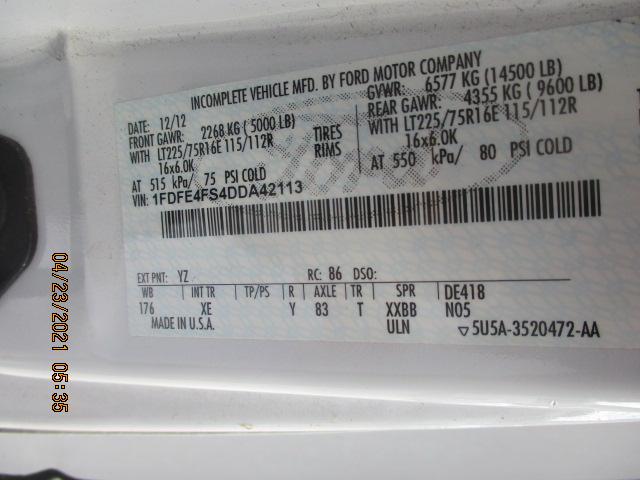 INCOMPLETE VEHICLE MFD. BY FORD MOTOR COMPANY
DATE: 12/12 GVWR: 6577 KG (14500 LB)
FRONT GAWR: 2268 KG (5000 LB) REAR GAWR: 4355 KG ( 9600 LB)
WITH LT225/75R16E 115/112R TIRES WITH LT225/75R16E 115/112R
16x6.0K RIMS 16x6.0K
AT 515 kPa/ 75 PSI COLD AT 550 kPa/ 80 PSI COLD
VIN: 1FDFE4FS4DDA42113
Ford
EXT PNT: YZ RC: 86 DSO:
WB INT TR TP/PS R AXLE TR SPR DE418
176 XE Y 83 T XXBB N05
MADE IN U.S.A. ULN ▽5U5A-3520472-AA
04/23/2021 05:35